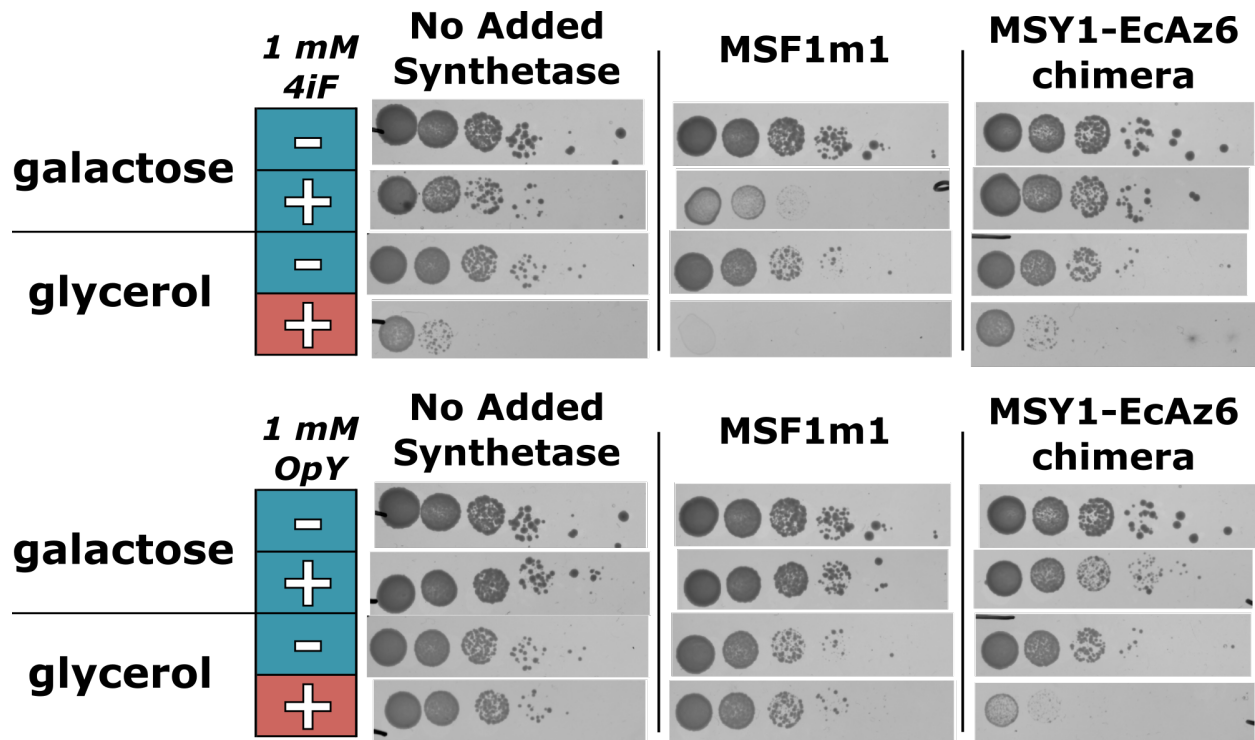 1 mM
4iF
No Added
Synthetase
MSF1m1
MSY1-EcAz6
chimera
galactose
-
+
glycerol
-
+
1 mM
OpY
No Added
Synthetase
MSF1m1
MSY1-EcAz6
chimera
galactose
-
+
glycerol
-
+